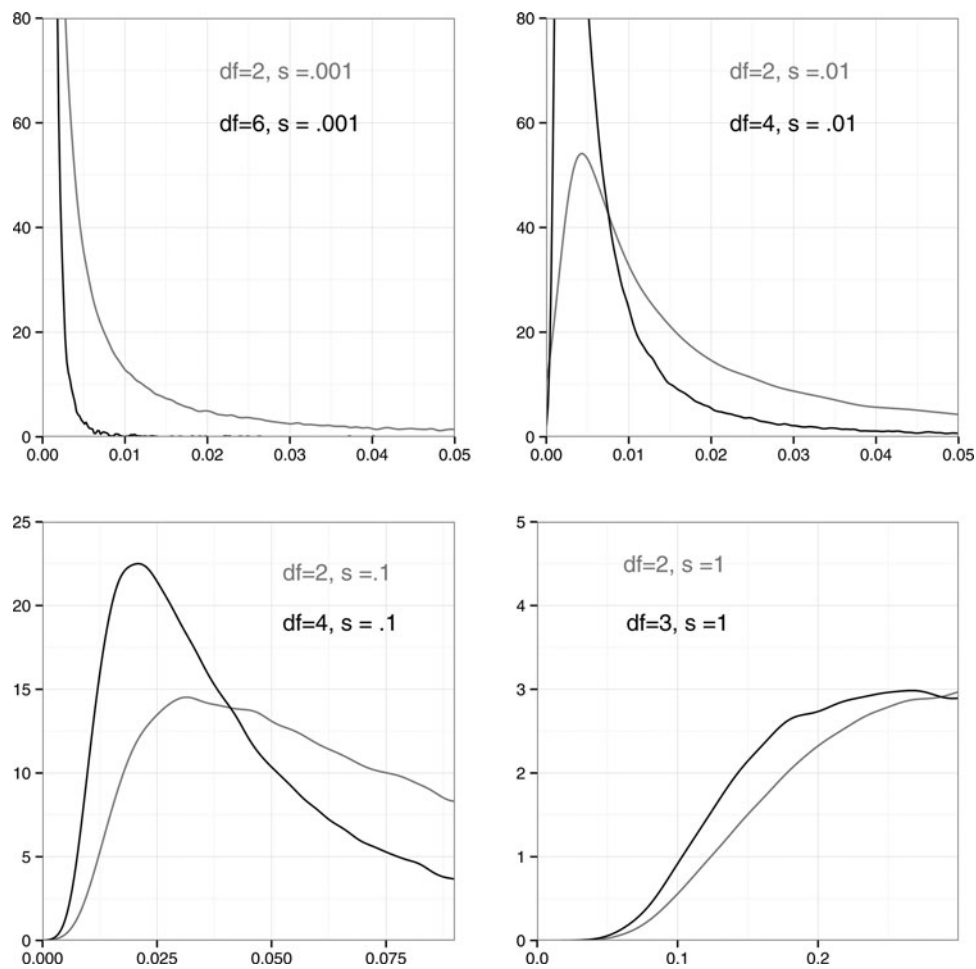 80
60
40
20
0
df=2, s =.001
df=6, s = .001
0.00 0.01 0.02 0.03 0.04 0.05
80
60
40
20
0
df=2, s =.01
df=4, s = .01
0.00 0.01 0.02 0.03 0.04 0.05
25
20
15
10
5
0
df=2, s =.1
df=4, s = .1
0.000 0.025 0.050 0.075
5
4
3
2
1
0
df=2, s =1
df=3, s =1
0.0 0.1 0.2